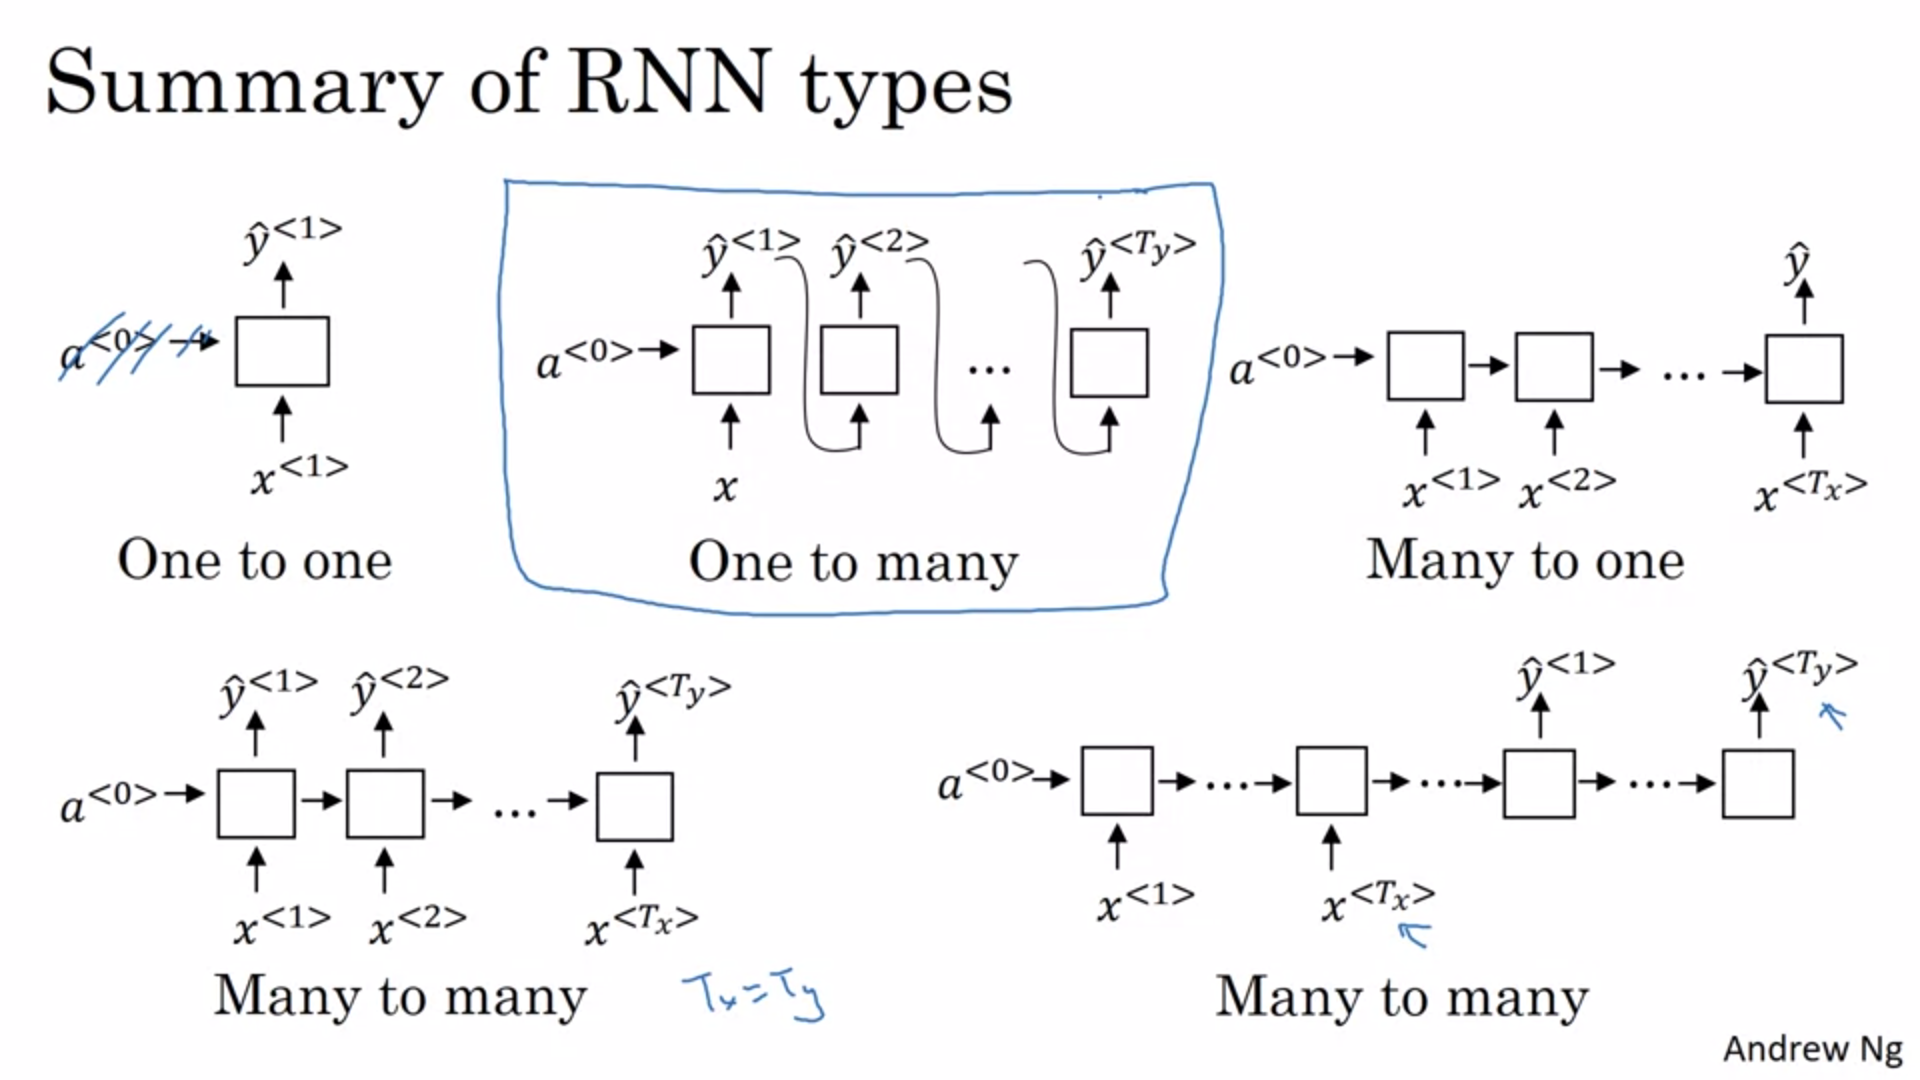 Summary of RNN types
ŷ<1>
a<0>
x<1>
One to one
ŷ<1> ŷ<2> ŷ<Ty>
a<0> ...
x
One to many
ŷ
a<0> ...
x<1> x<2> x<Tx>
Many to one
ŷ<1> ŷ<2> ŷ<Ty>
a<0> ...
x<1> x<2> x<Tx>
Many to many Tx=Ty
ŷ<1> ŷ<Ty>
a<0> ... ... ...
x<1> x<Tx>
Many to many
Andrew Ng